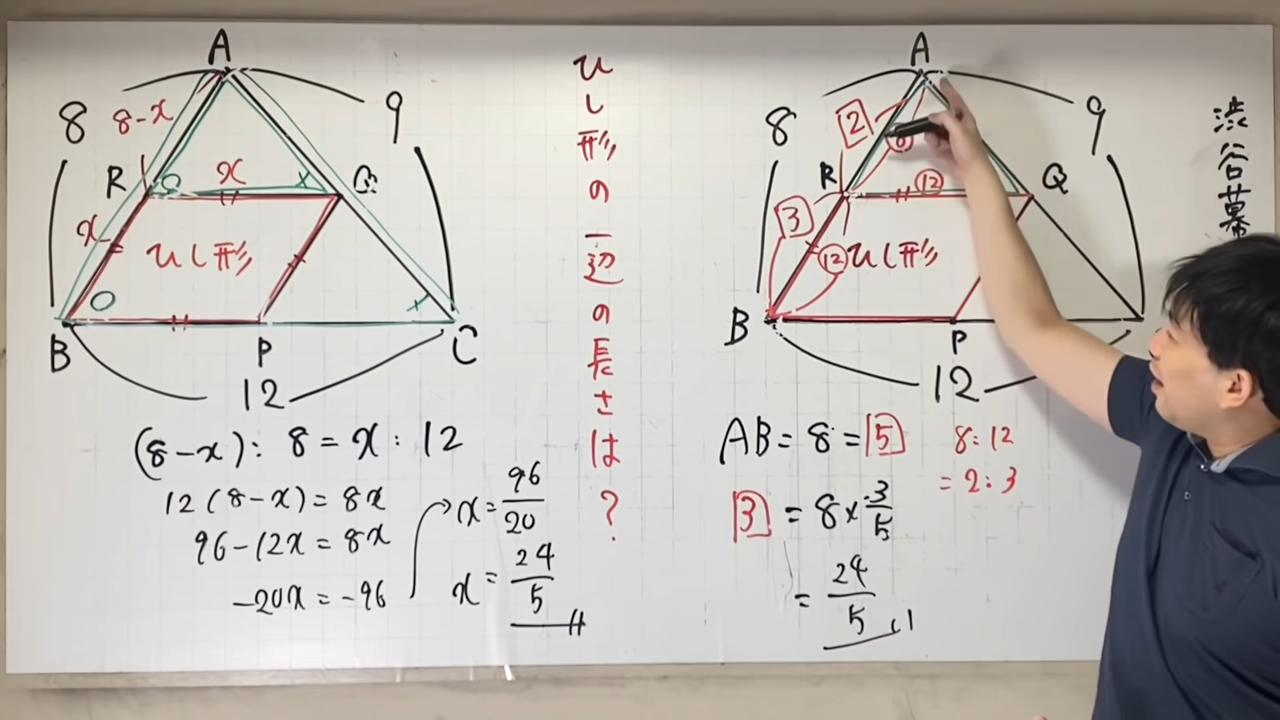 A
8
8-x
9
R
x
Q
x
ひし形
B
P
C
12
(8-x): 8 = x : 12
12(8-x) = 8x
96-12x = 8x
-20x = -96
x = 96/20
x = 24/5
ひし形の一辺の長さは？
A
8
2
9
R
⑫
Q
3
⑫
ひし形
B
P
12
AB = 8 = 5
8:12
= 2:3
3 = 8 × 3/5
= 24/5
渋谷幕